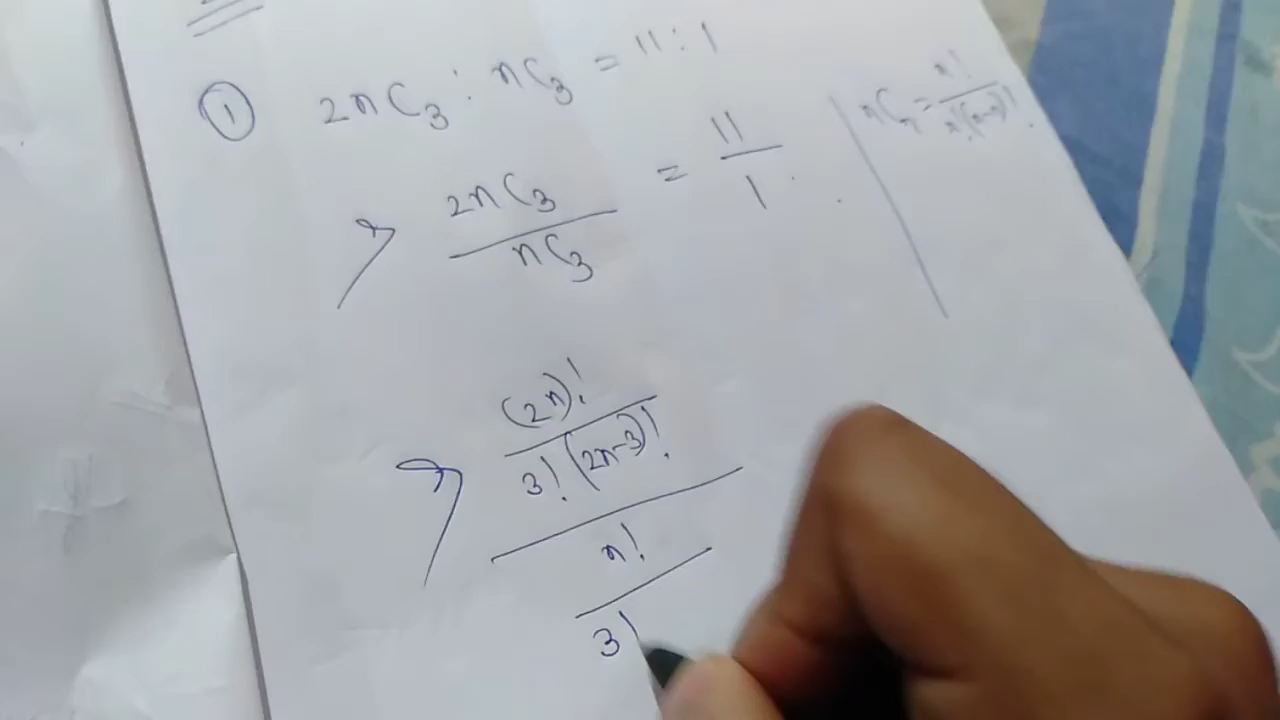 ① 2nC₃ : nC₃ = 11 : 1
nCᵣ = n! / r!(n-r)!
⇒ 2nC₃ / nC₃ = 11 / 1 .
⇒ (2n)! / 3! (2n-3)!
n! / 3!